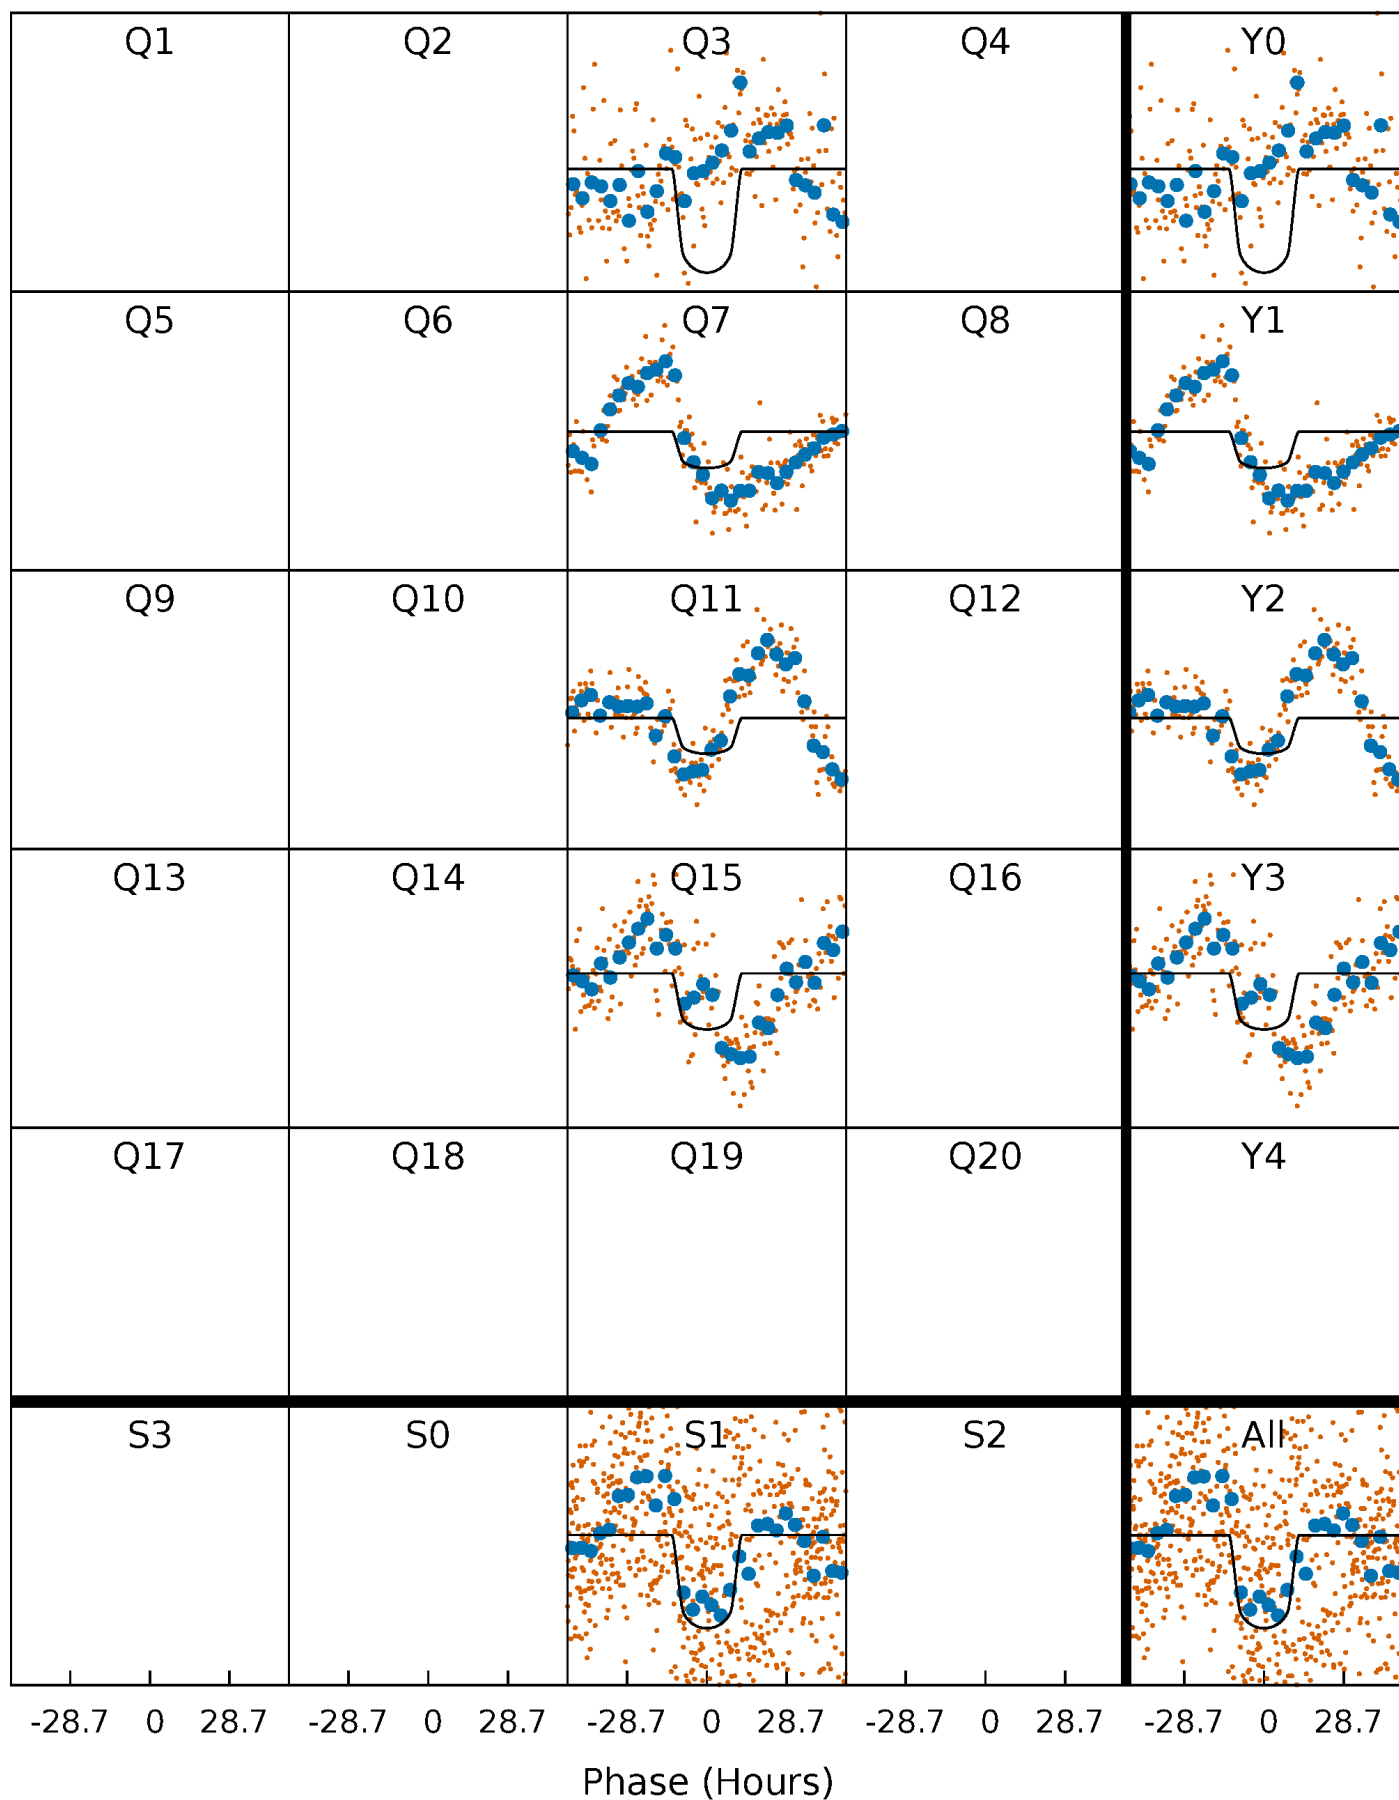 Q1 Q2 Q3 Q4 Y0
Q5 Q6 Q7 Q8 Y1
Q9 Q10 Q11 Q12 Y2
Q13 Q14 Q15 Q16 Y3
Q17 Q18 Q19 Q20 Y4
S3 S0 S1 S2 All
-28.7 0 28.7 -28.7 0 28.7 -28.7 0 28.7 -28.7 0 28.7 -28.7 0 28.7
Phase (Hours)